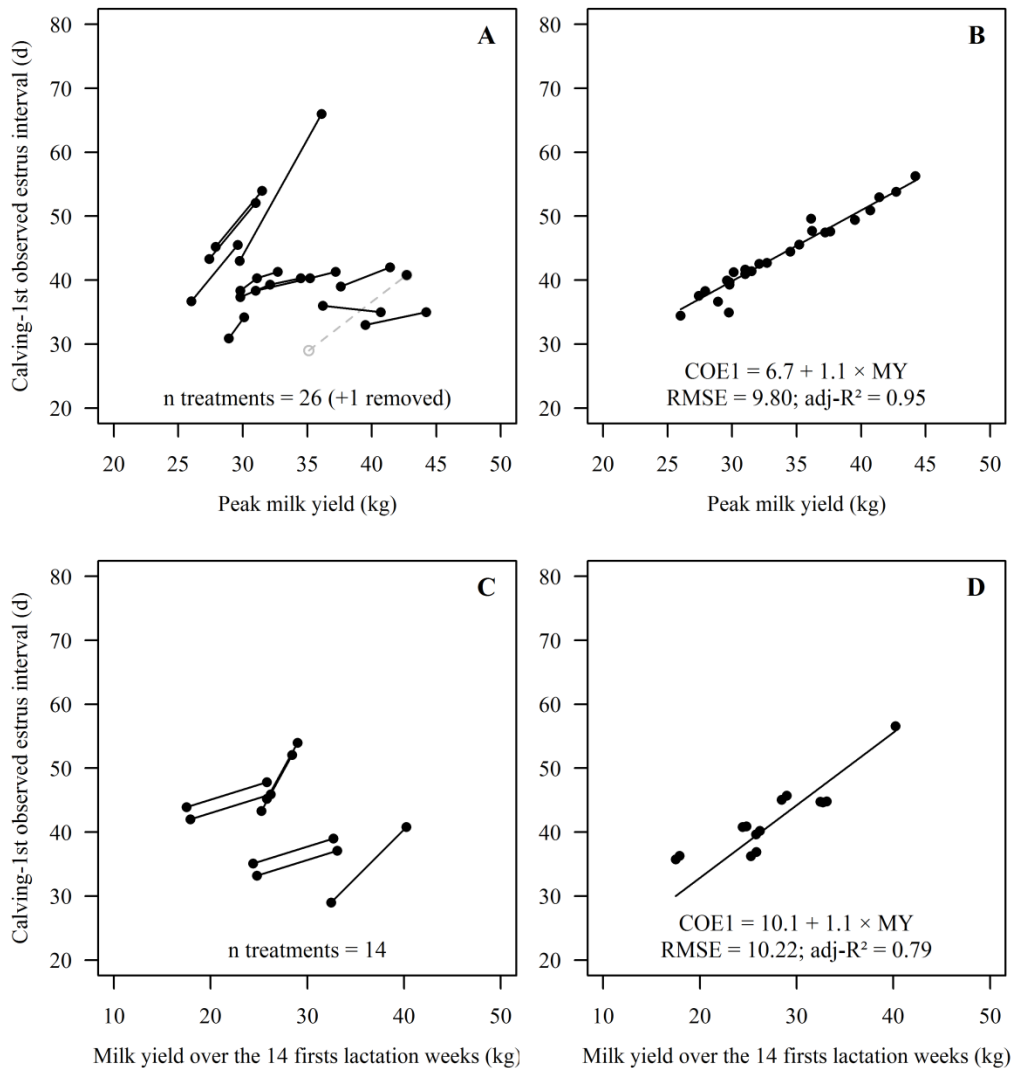 A
Calving-1st observed estrus interval (d)
80
70
60
50
40
30
20
n treatments = 26 (+1 removed)
20 25 30 35 40 45 50
Peak milk yield (kg)
B
80
70
60
50
40
30
20
COE1 = 6.7 + 1.1 × MY
RMSE = 9.80; adj-R² = 0.95
20 25 30 35 40 45 50
Peak milk yield (kg)
C
Calving-1st observed estrus interval (d)
80
70
60
50
40
30
20
n treatments = 14
10 20 30 40 50
Milk yield over the 14 firsts lactation weeks (kg)
D
80
70
60
50
40
30
20
COE1 = 10.1 + 1.1 × MY
RMSE = 10.22; adj-R² = 0.79
10 20 30 40 50
Milk yield over the 14 firsts lactation weeks (kg)